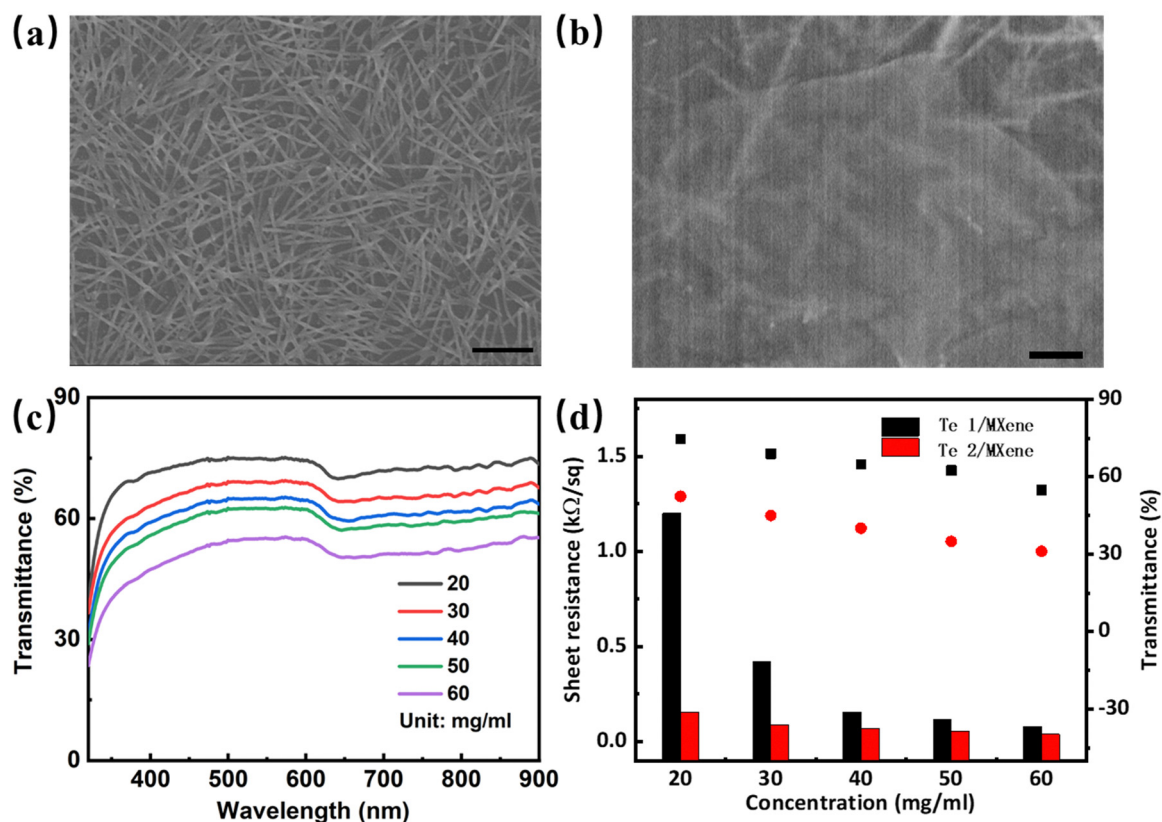 (a)
(b)
(c)
90
60
30
0
Transmittance (%)
400 500 600 700 800 900
Wavelength (nm)
20
30
40
50
60
Unit: mg/ml
(d)
Te 1/MXene
Te 2/MXene
1.5
1.0
0.5
0.0
Sheet resistance (kΩ/sq)
90
60
30
0
-30
Transmittance (%)
20 30 40 50 60
Concentration (mg/ml)